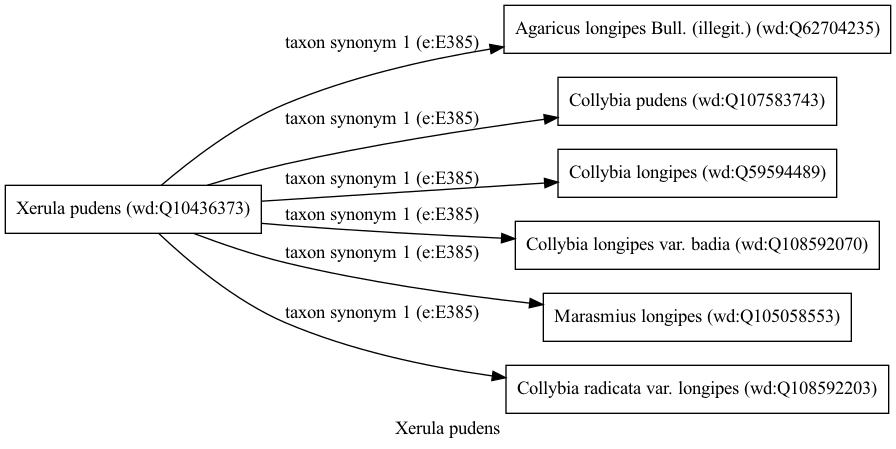 taxon synonym 1 (e:E385)
Agaricus longipes Bull. (illegit.) (wd:Q62704235)
taxon synonym 1 (e:E385)
Collybia pudens (wd:Q107583743)
taxon synonym 1 (e:E385)
Collybia longipes (wd:Q59594489)
Xerula pudens (wd:Q10436373)
taxon synonym 1 (e:E385)
Collybia longipes var. badia (wd:Q108592070)
taxon synonym 1 (e:E385)
Marasmius longipes (wd:Q105058553)
taxon synonym 1 (e:E385)
Collybia radicata var. longipes (wd:Q108592203)
Xerula pudens